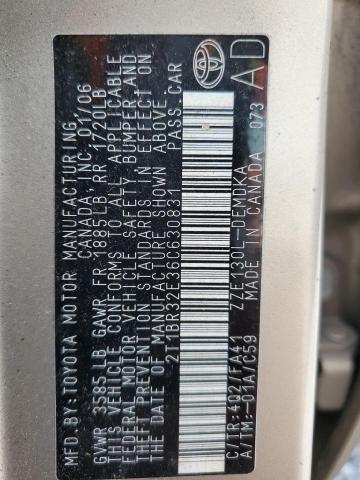 MFD.BY:TOYOTA MOTOR MANUFACTURING
CANADA, INC. 01/06
GVWR 3585LB GAWR FR 1885LB RR 1720LB
THIS VEHICLE CONFORMS TO ALL APPLICABLE
FEDERAL MOTOR VEHICLE SAFETY, BUMPER, AND
THEFT PREVENTION STANDARDS IN EFFECT ON
THE DATE OF MANUFACTURE SHOWN ABOVE.
2T1BR32E36C630831 PASS. CAR
ZZE130L-DEMDKA
C/TR:4Q2/FA41
A/TM:-01A/C59 MADE IN CANADA 073
AD